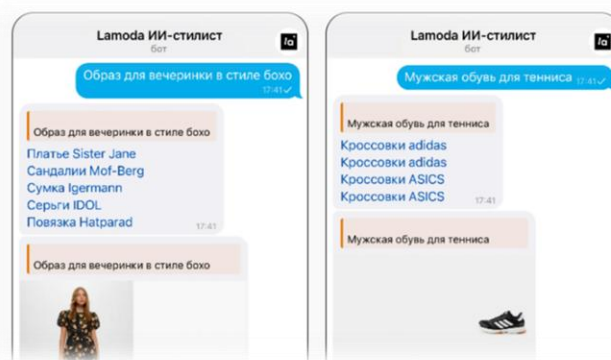 Lamoda ИИ-стилист
бот
la
Образ для вечеринки в стиле бохо
17:41
Образ для вечеринки в стиле бохо
Платье Sister Jane
Сандалии Mof-Berg
Сумка Igermann
Серьги IDOL
Повязка Hatparad
17:41
Образ для вечеринки в стиле бохо
Lamoda ИИ-стилист
бот
la
Мужская обувь для тенниса
17:41
Мужская обувь для тенниса
Кроссовки adidas
Кроссовки adidas
Кроссовки ASICS
Кроссовки ASICS
17:41
Мужская обувь для тенниса